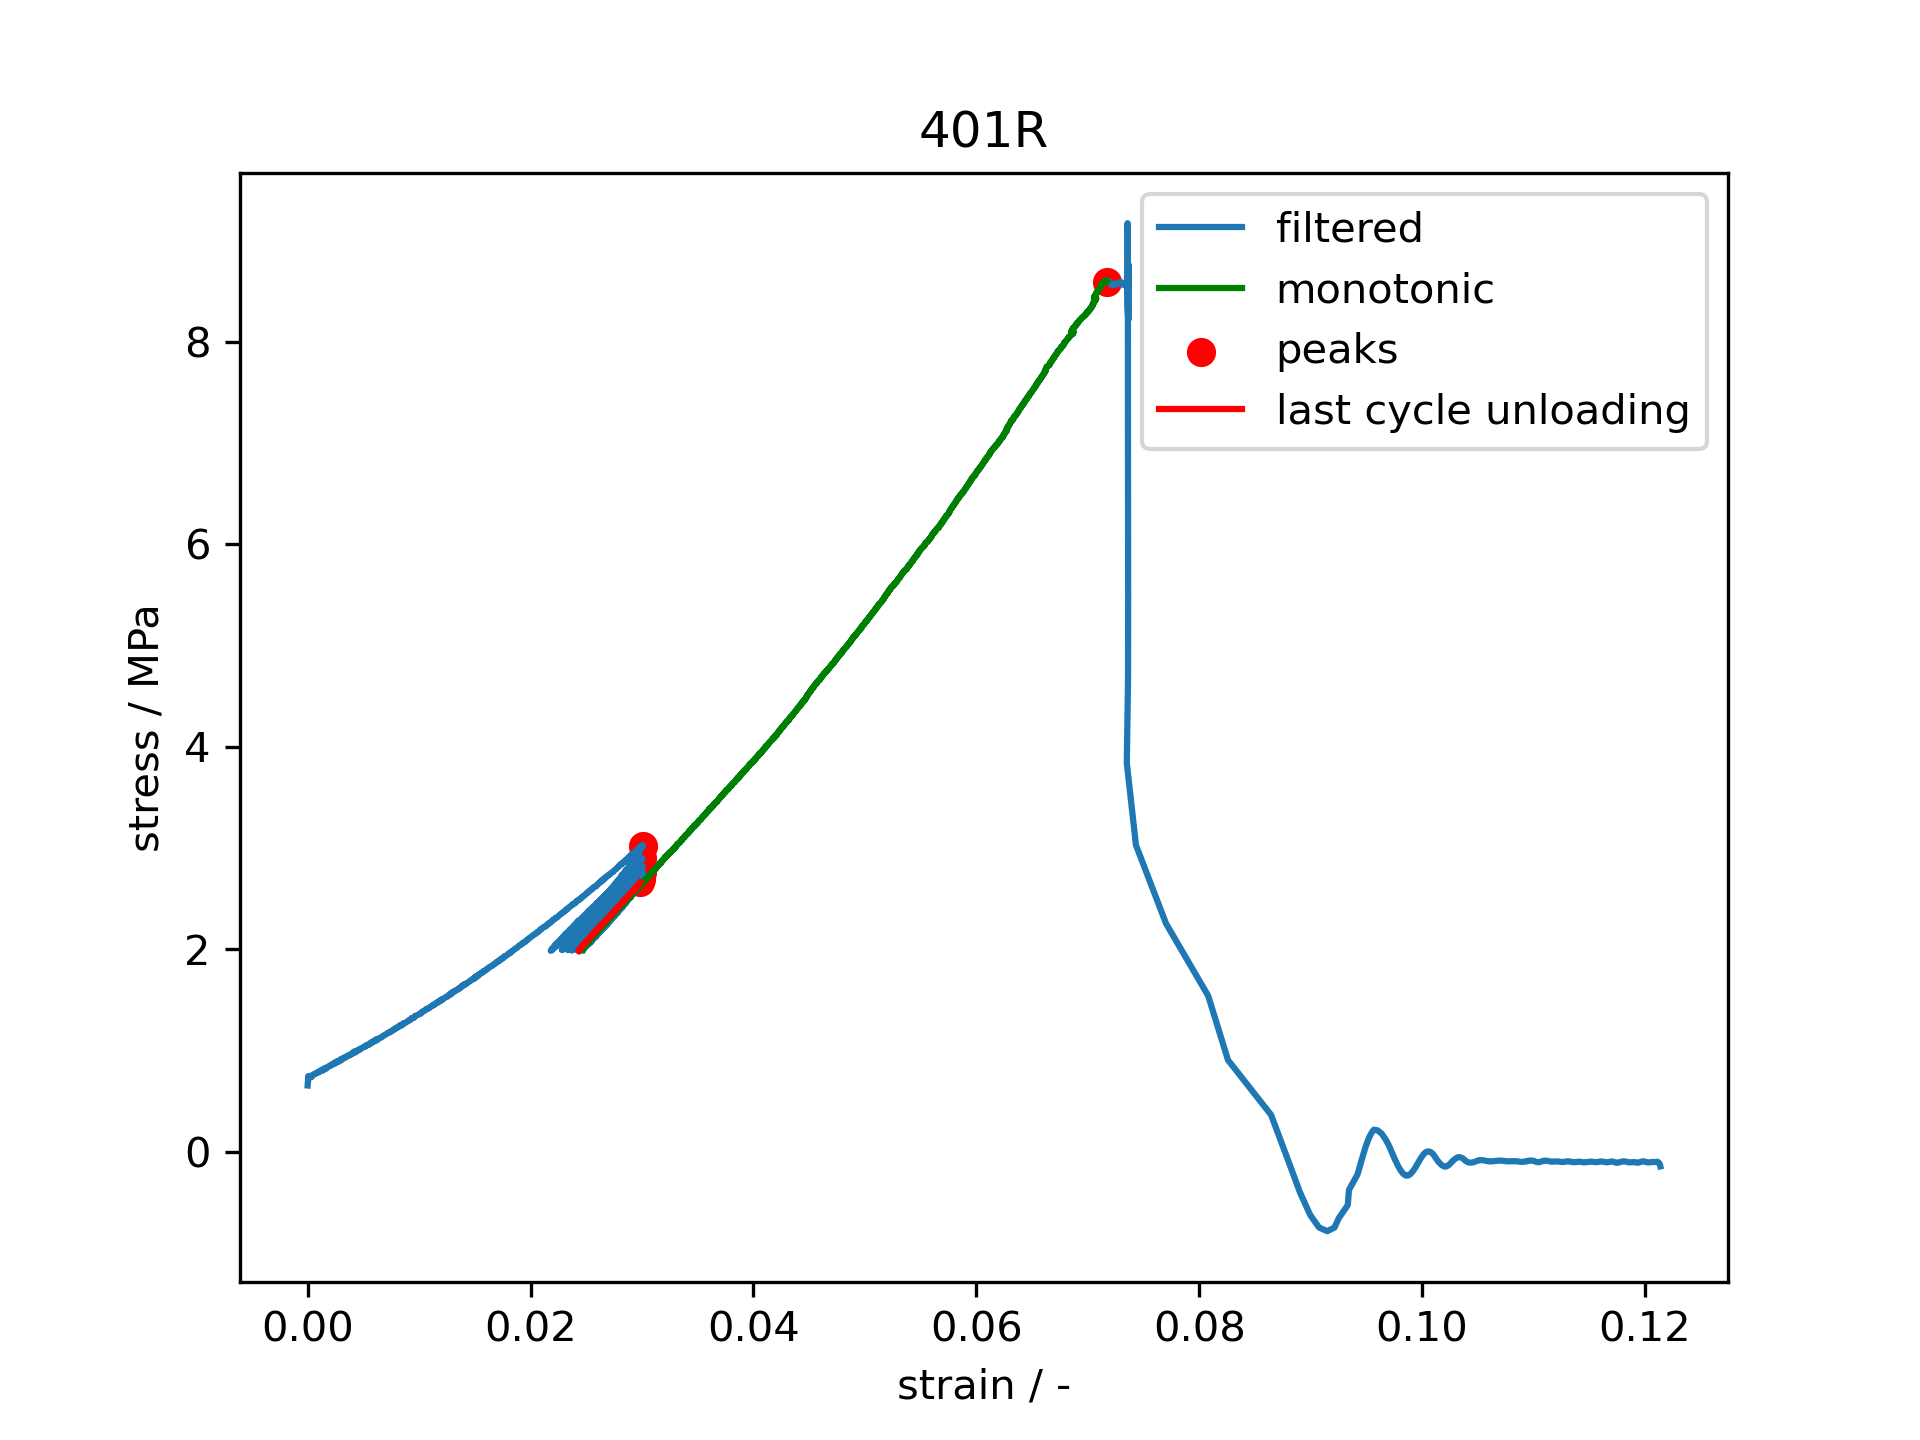 401R
filtered
monotonic
peaks
last cycle unloading
8
6
4
2
0
stress / MPa
0.00 0.02 0.04 0.06 0.08 0.10 0.12
strain / -